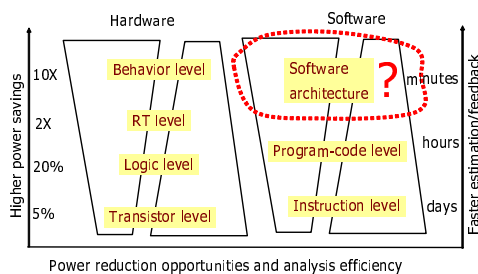 Hardware
Software
Higher power savings
10X
2X
20%
5%
Behavior level
RT level
Logic level
Transistor level
Software
architecture
?
Program-code level
Instruction level
minutes
hours
days
Faster estimation/feedback
Power reduction opportunities and analysis efficiency